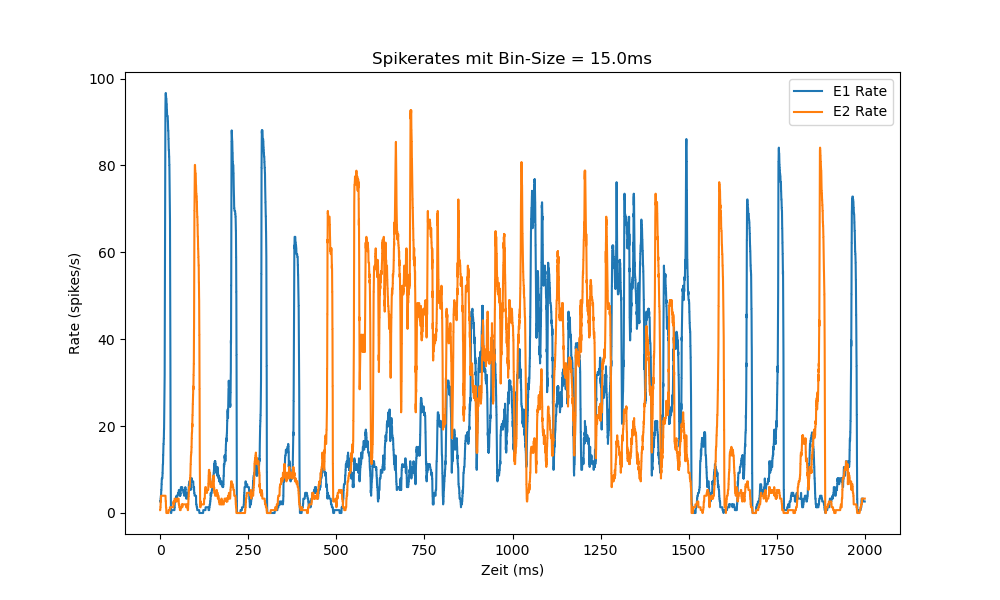 Spikerates mit Bin-Size = 15.0ms
E1 Rate
E2 Rate
100
80
60
40
20
0
Rate (spikes/s)
0 250 500 750 1000 1250 1500 1750 2000
Zeit (ms)